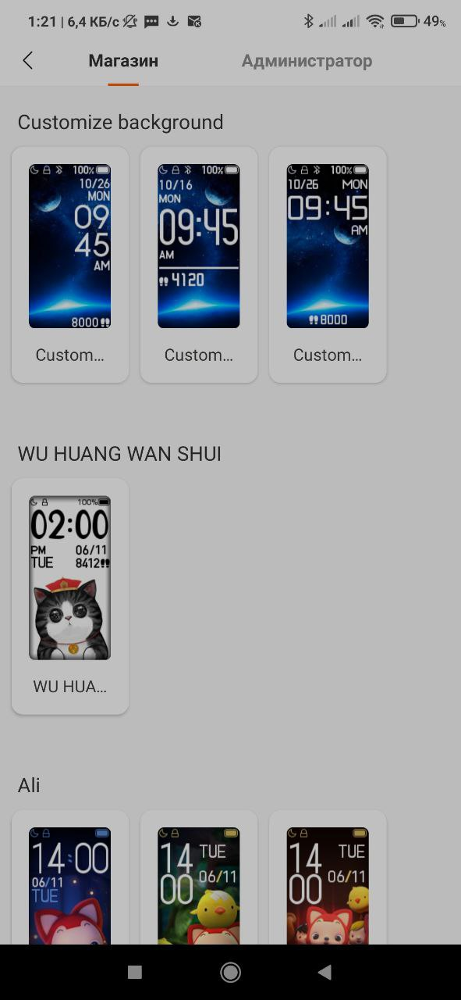 1:21 | 6,4 КБ/с 49%
Магазин Администратор
Customize background
100%
10/26
MON
09
45
AM
8000
Custom...
100%
10/16
MON
09:45
AM
4120
Custom...
100%
10/26 MON
09:45
AM
8000
Custom...
WU HUANG WAN SHUI
100%
02:00
PM 06/11
TUE 8412
WU HUA...
Ali
14:00
06/11
TUE
14 TUE
00 06/11
14 TUE
00 06/11